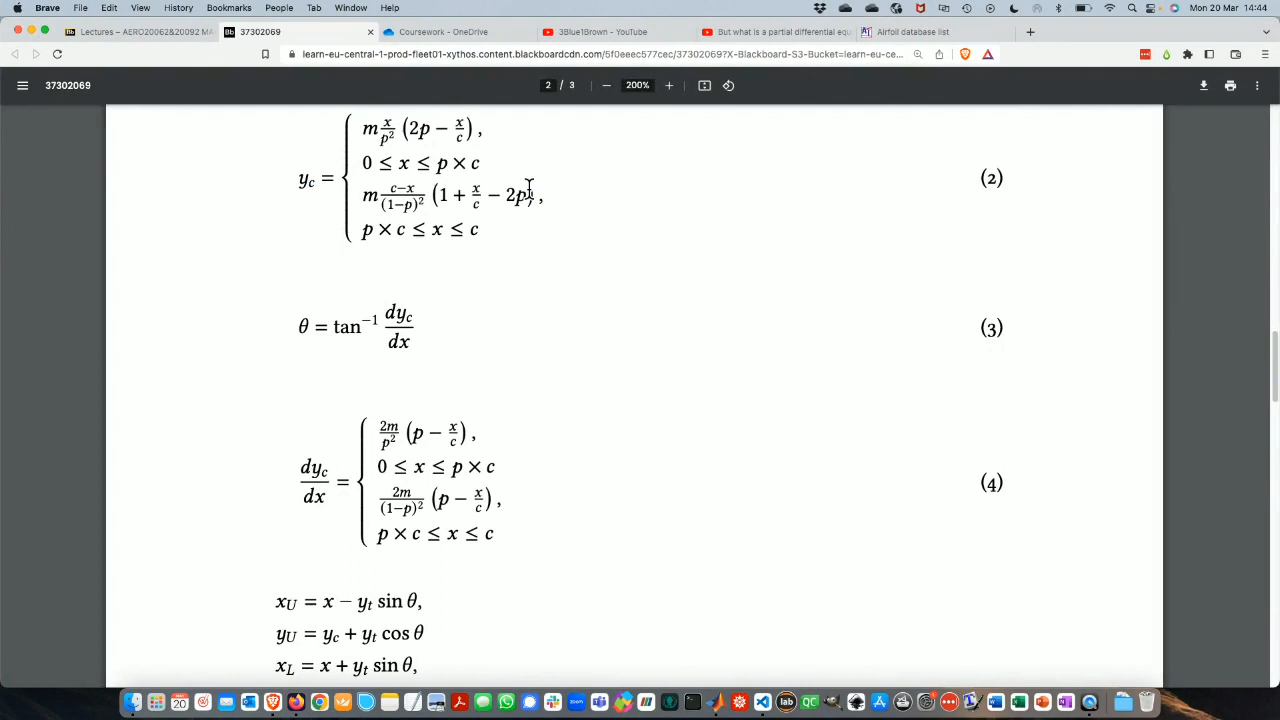 Brave File Edit View History Bookmarks People Tab Window Help Mon 20 Mar 14:44
Lectures – AERO20062&20092 MA 37302069 Coursework - OneDrive 3Blue1Brown - YouTube But what is a partial differential equ Airfoil database list
learn-eu-central-1-prod-fleet01-xythos.content.blackboardcdn.com/5f0eeec577cec/37302069?X-Blackboard-S3-Bucket=learn-eu-ce...
37302069 2 / 3 200%
y_c = { m x/p² (2p − x/c),
0 ≤ x ≤ p × c
m (c−x)/(1−p)² (1 + x/c − 2p), (2)
p × c ≤ x ≤ c
θ = tan⁻¹ dy_c/dx (3)
dy_c/dx = { 2m/p² (p − x/c),
0 ≤ x ≤ p × c
2m/(1−p)² (p − x/c), (4)
p × c ≤ x ≤ c
x_U = x − y_t sin θ,
y_U = y_c + y_t cos θ
x_L = x + y_t sin θ,